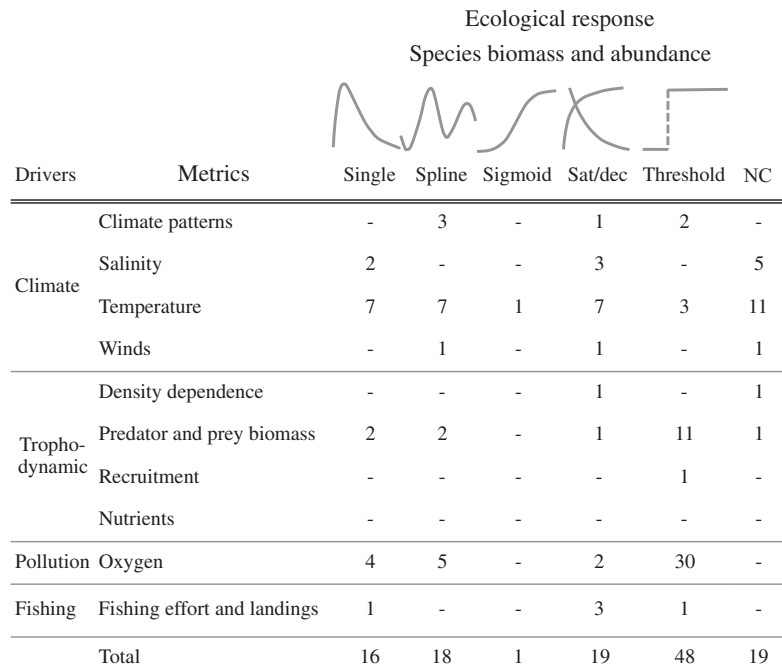 Ecological response
Species biomass and abundance
Drivers Metrics Single Spline Sigmoid Sat/dec Threshold NC
Climate
Climate patterns - 3 - 1 2 -
Salinity 2 - - 3 - 5
Temperature 7 7 1 7 3 11
Winds - 1 - 1 - 1
Tropho-
dynamic
Density dependence - - - 1 - 1
Predator and prey biomass 2 2 - 1 11 1
Recruitment - - - - 1 -
Nutrients - - - - - -
Pollution Oxygen 4 5 - 2 30 -
Fishing Fishing effort and landings 1 - - 3 1 -
Total 16 18 1 19 48 19